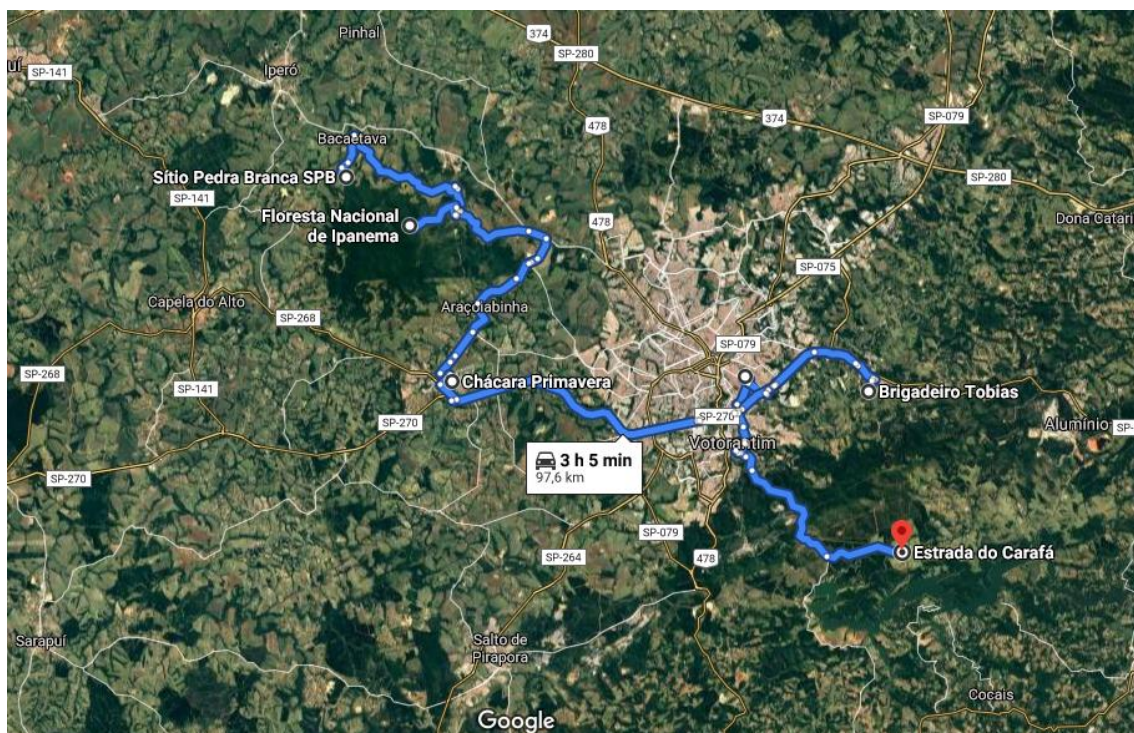 Pinhal
374
SP-280
SP-079
uí
SP-141
Iperó
478
374
Bacaetava
Sítio Pedra Branca SPB
SP-141
SP-280
Floresta Nacional
de Ipanema
478
Dona Catari
SP-075
Capela do Alto
Araçoiabinha
SP-268
SP-079
SP-268
SP-141
Chácara Primavera
Brigadeiro Tobias
SP-270
SP-270
Alumínio
SP-
Votorantim
3 h 5 min
97,6 km
SP-270
SP-079
478
SP-264
Estrada do Carafá
Sarapuí
Salto de
Pirapora
Cocais
Google